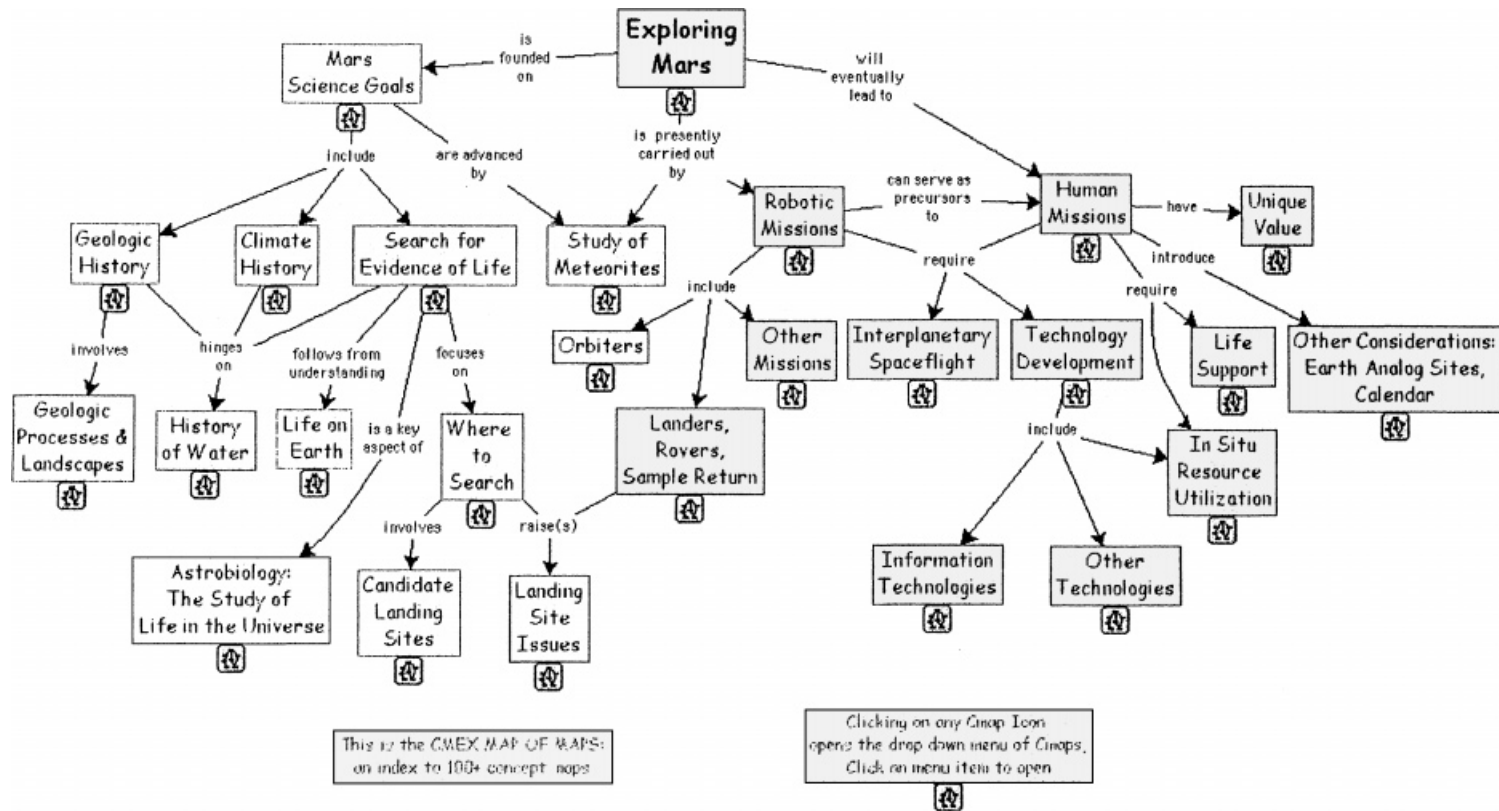 Exploring
Mars
is
founded
on
Mars
Science Goals
will
eventually
lead to
is presently
carried out
by
include
are advanced
by
Robotic
Missions
can serve as
precursors
to
Human
Missions
have
Unique
Value
Geologic
History
Climate
History
Search for
Evidence of Life
Study of
Meteorites
include
require
require
introduce
involves
hinges
on
follows from
understanding
focuses
on
Orbiters
Other
Missions
Interplanetary
Spaceflight
Technology
Development
Life
Support
Other Considerations:
Earth Analog Sites,
Calendar
Geologic
Processes &
Landscapes
History
of Water
Life on
Earth
is a key
aspect of
Where
to
Search
Landers,
Rovers,
Sample Return
include
In Situ
Resource
Utilization
involves
raise(s)
Astrobiology:
The Study of
Life in the Universe
Candidate
Landing
Sites
Landing
Site
Issues
Information
Technologies
Other
Technologies
This is the CMEX MAP OF MAPS:
an index to 100+ concept maps
Clicking on any Cmap Icon
opens the drop down menu of Cmaps,
Click on menu item to open